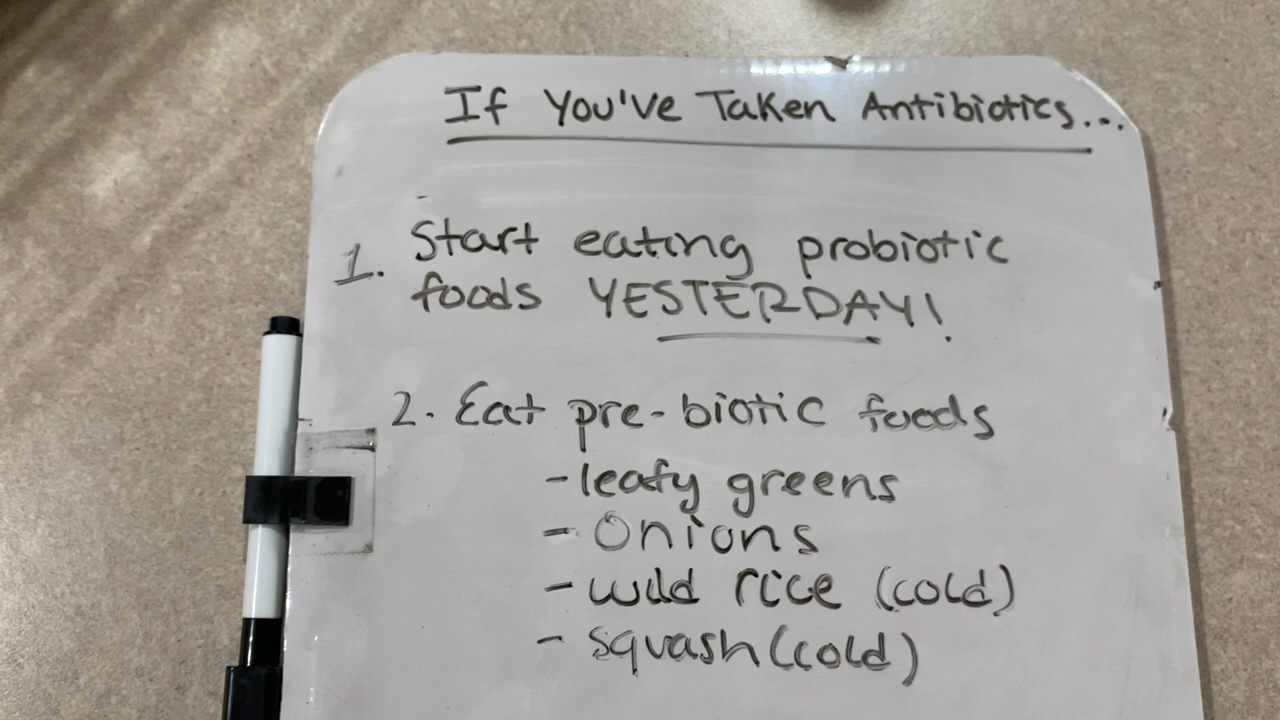 If You've Taken Antibiotics...
1. Start eating probiotic
foods YESTERDAY!
2. Eat pre-biotic foods
- leafy greens
- Onions
- wild rice (cold)
- squash (cold)